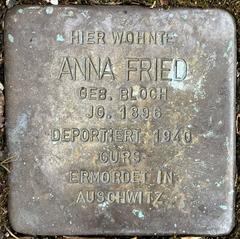 HIER WOHNTE
ANNA FRIED
GEB. BLOCH
JG. 1896
DEPORTIERT 1940
GURS
ERMORDET IN
AUSCHWITZ